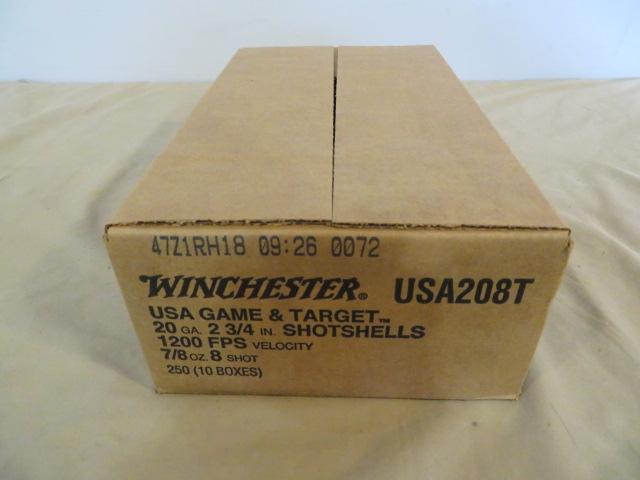 47Z1RH18 09:26 0072
WINCHESTER® USA208T
USA GAME & TARGET™
20 GA. 2 3/4 IN. SHOTSHELLS
1200 FPS VELOCITY
7/8 OZ. 8 SHOT
250 (10 BOXES)